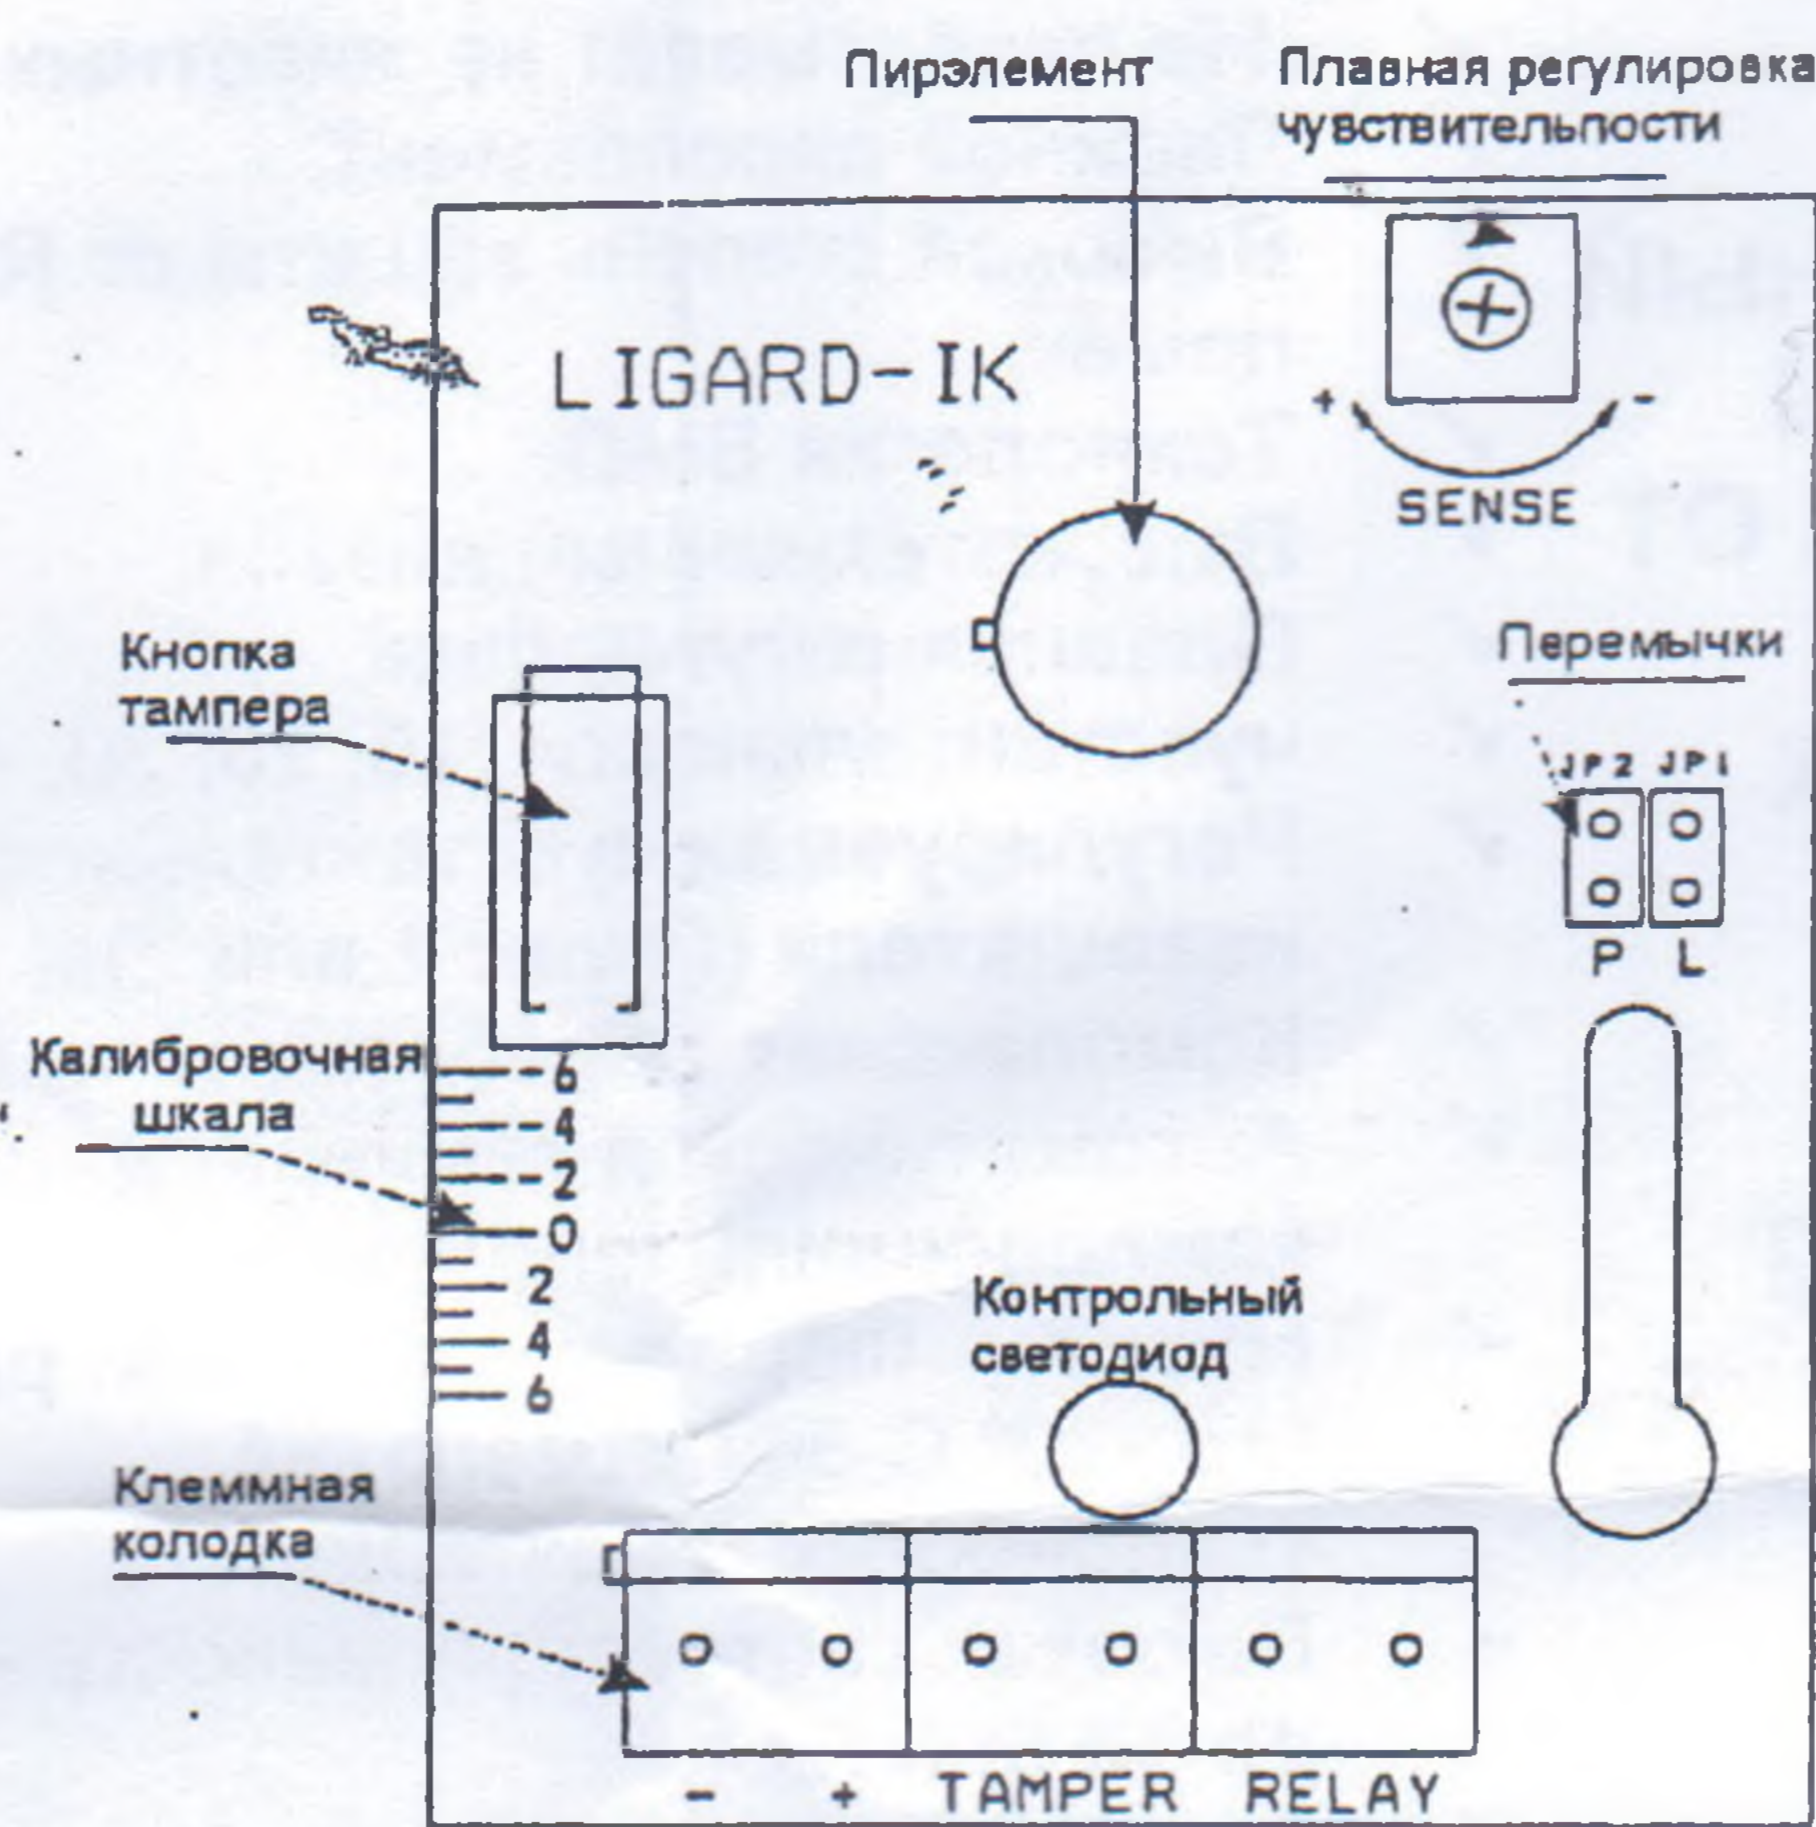 Пирэлемент
Плавная регулировка
чувствительпости
LIGARD-IK
+ -
SENSE
Кнопка
тампера
Перемычки
JP2 JP1
P L
Калибровочная
шкала
-6
-4
-2
0
2
4
6
Контрольный
светодиод
Клеммная
колодка
- + TAMPER RELAY